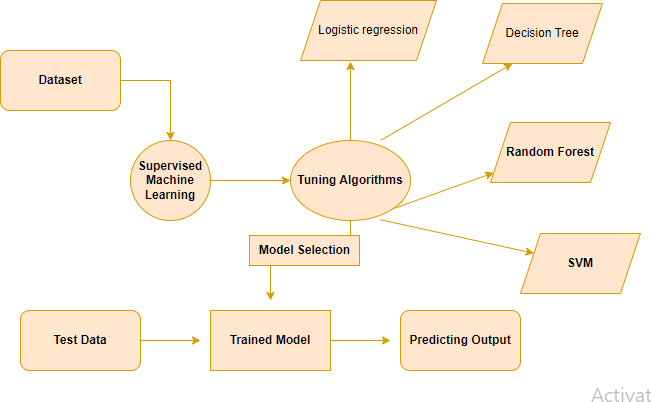 Logistic regression
Decision Tree
Dataset
Supervised
Machine
Learning
Tuning Algorithms
Random Forest
Model Selection
SVM
Test Data
Trained Model
Predicting Output
Activat